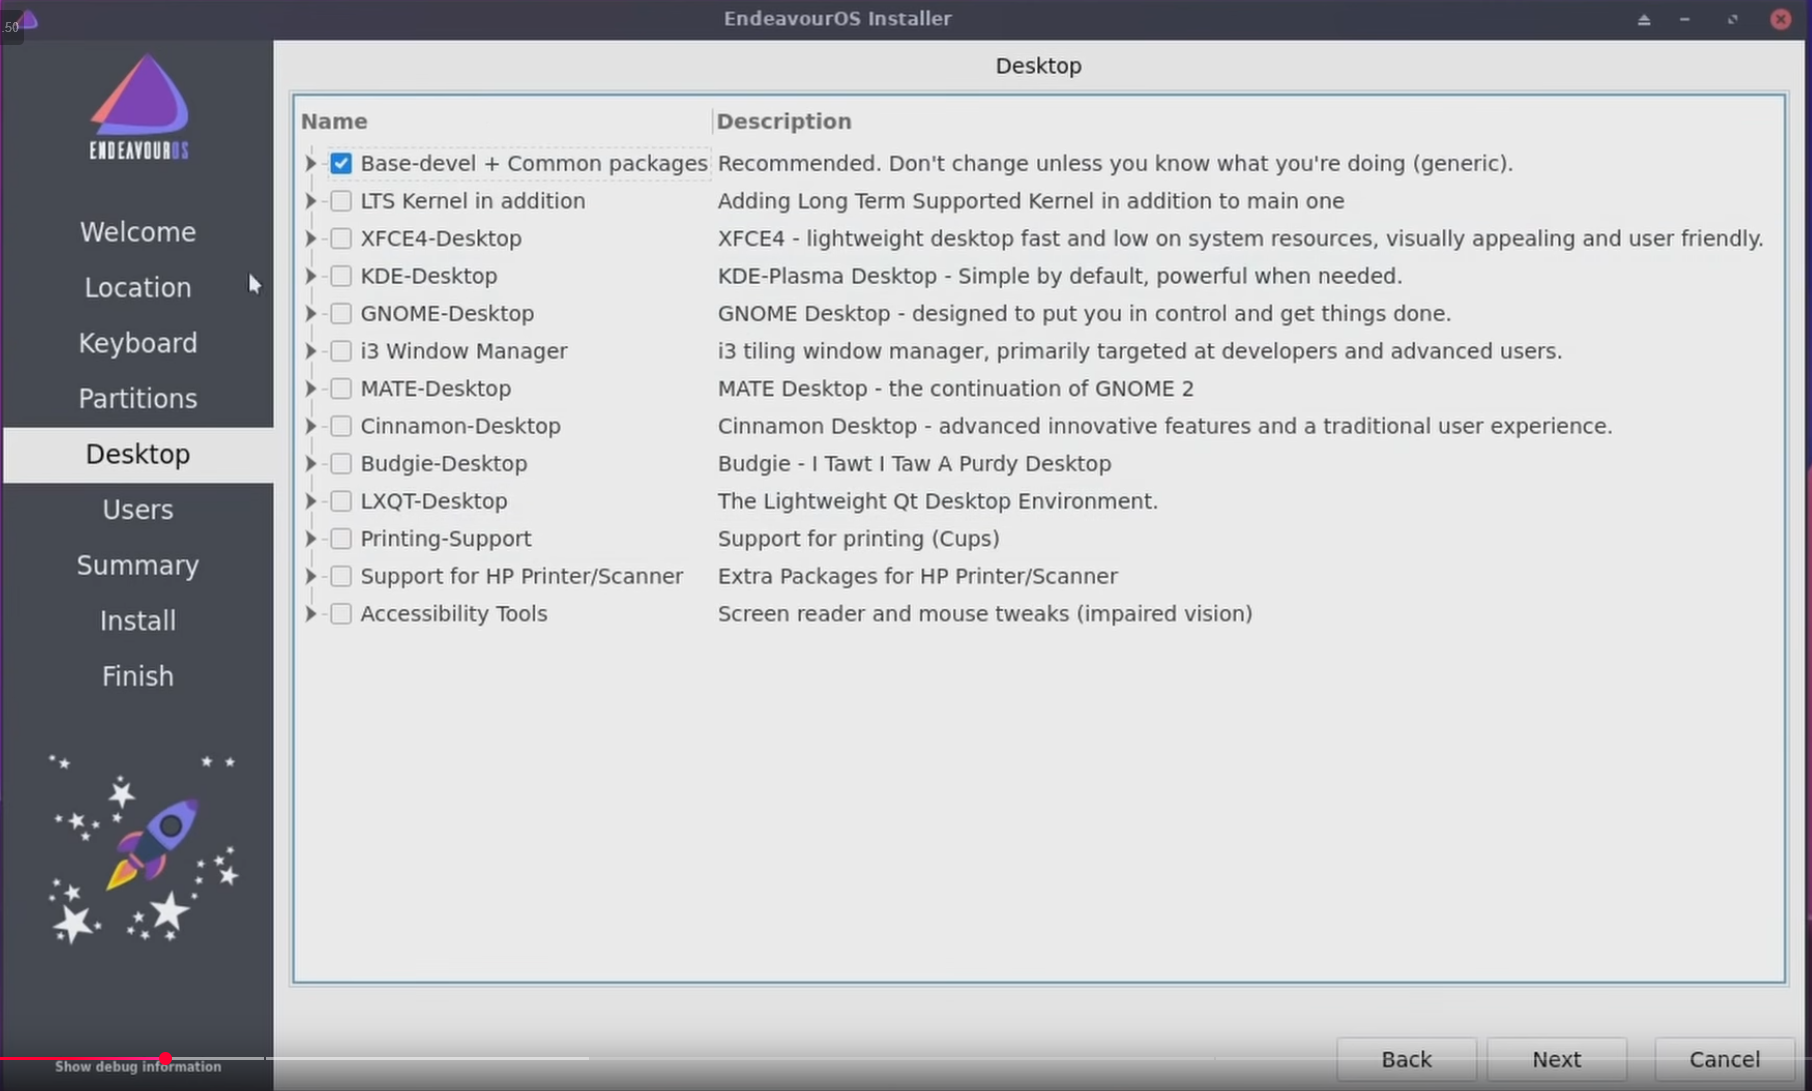 .50
EndeavourOS Installer
ENDEAVOUROS
Welcome
Location
Keyboard
Partitions
Desktop
Users
Summary
Install
Finish
Show debug information
Desktop
Name Description
Base-devel + Common packages Recommended. Don't change unless you know what you're doing (generic).
LTS Kernel in addition Adding Long Term Supported Kernel in addition to main one
XFCE4-Desktop XFCE4 - lightweight desktop fast and low on system resources, visually appealing and user friendly.
KDE-Desktop KDE-Plasma Desktop - Simple by default, powerful when needed.
GNOME-Desktop GNOME Desktop - designed to put you in control and get things done.
i3 Window Manager i3 tiling window manager, primarily targeted at developers and advanced users.
MATE-Desktop MATE Desktop - the continuation of GNOME 2
Cinnamon-Desktop Cinnamon Desktop - advanced innovative features and a traditional user experience.
Budgie-Desktop Budgie - I Tawt I Taw A Purdy Desktop
LXQT-Desktop The Lightweight Qt Desktop Environment.
Printing-Support Support for printing (Cups)
Support for HP Printer/Scanner Extra Packages for HP Printer/Scanner
Accessibility Tools Screen reader and mouse tweaks (impaired vision)
Back Next Cancel